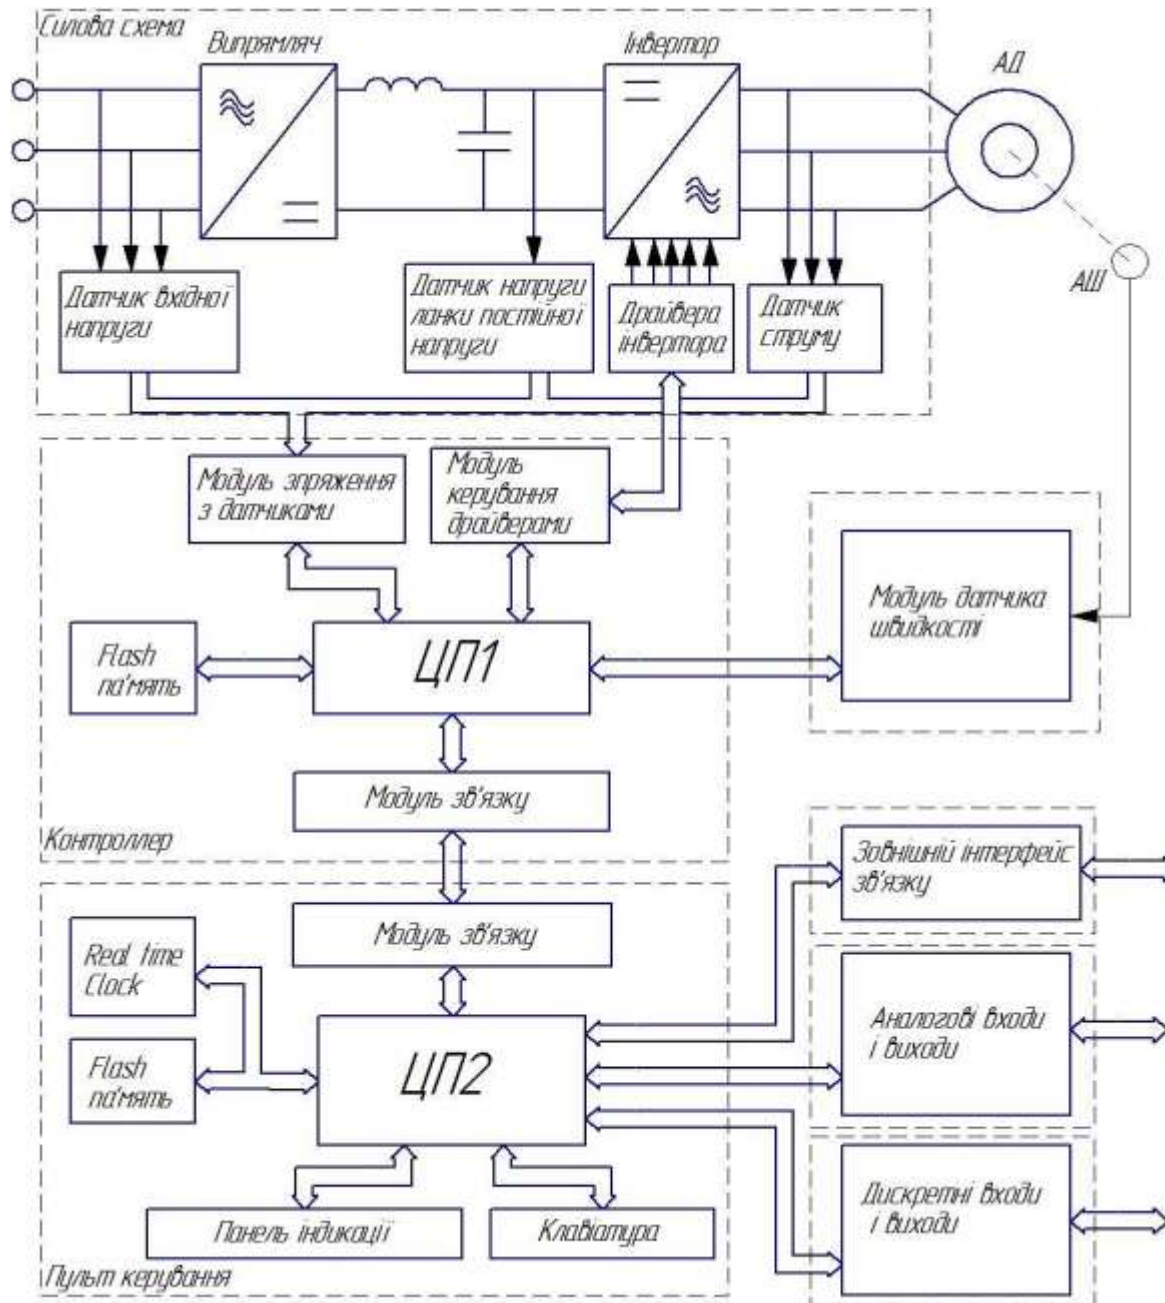 Силова схема
Випрямляч
Інвертор
АД
АШ
Датчик вхідної
напруги
Датчик напруги
ланки постійної
напруги
Драйвера
інвертора
Датчик
струму
Модуль зпряження
з датчиками
Модуль
керування
драйверами
Модуль датчика
швидкості
Flash
па'мять
ЦП1
Модуль зв'язку
Контроллер
Зовнішній інтерфейс
зв'язку
Модуль зв'язку
Real time
Clock
Аналогові входи
і виходи
Flash
па'мять
ЦП2
Дискретні входи
і виходи
Панель індикації
Клавіатура
Пульт керування